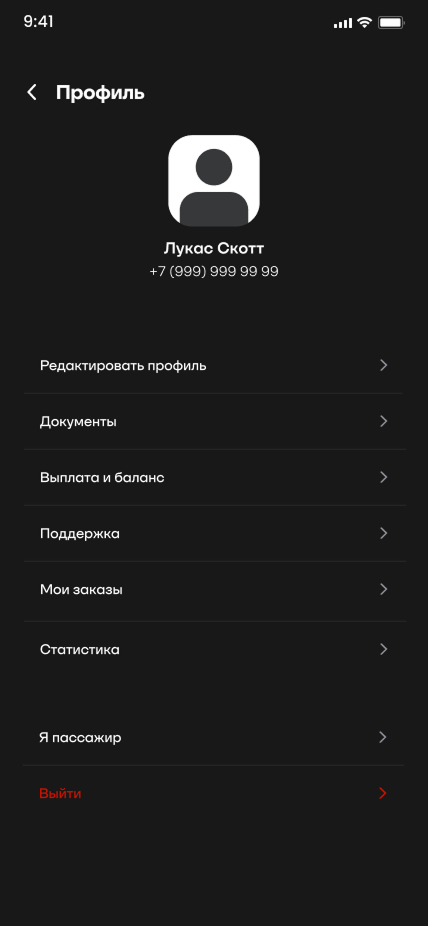 9:41
Профиль
Лукас Скотт
+7 (999) 999 99 99
Редактировать профиль
Документы
Выплата и баланс
Поддержка
Мои заказы
Статистика
Я пассажир
Выйти